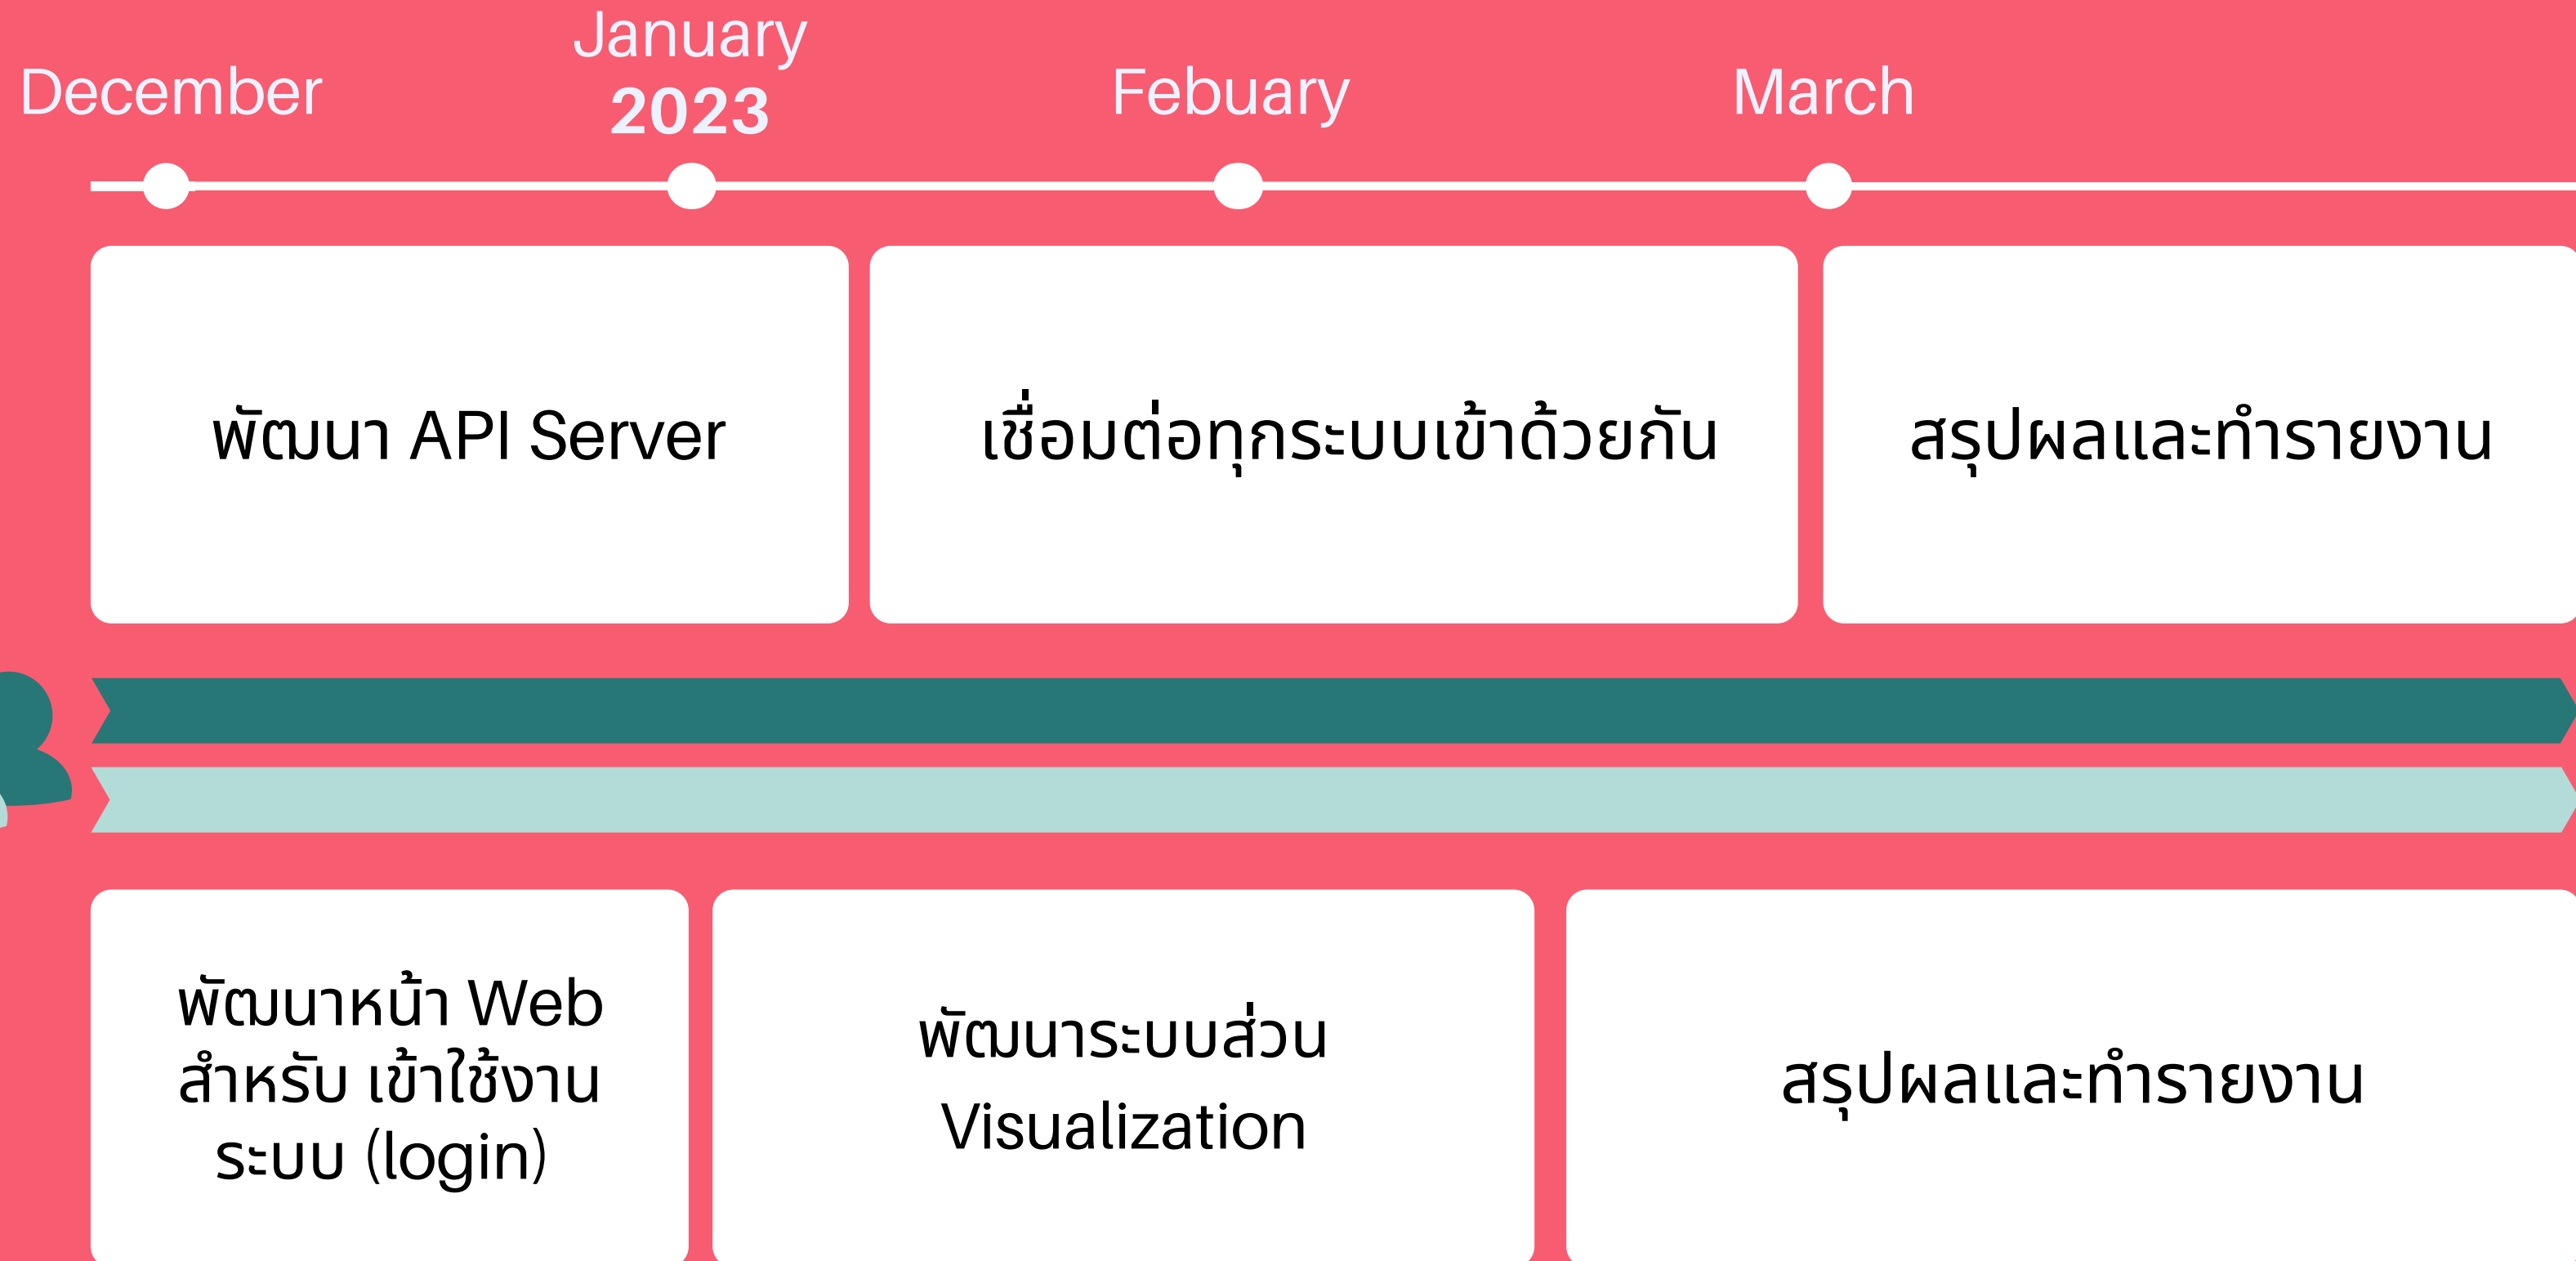 December
January
2023
Febuary
March
พัฒนา API Server
เชื่อมต่อทุกระบบเข้าด้วยกัน
สรุปผลและทำรายงาน
พัฒนาหน้า Web
สำหรับ เข้าใช้งาน
ระบบ (login)
พัฒนาระบบส่วน
Visualization
สรุปผลและทำรายงาน